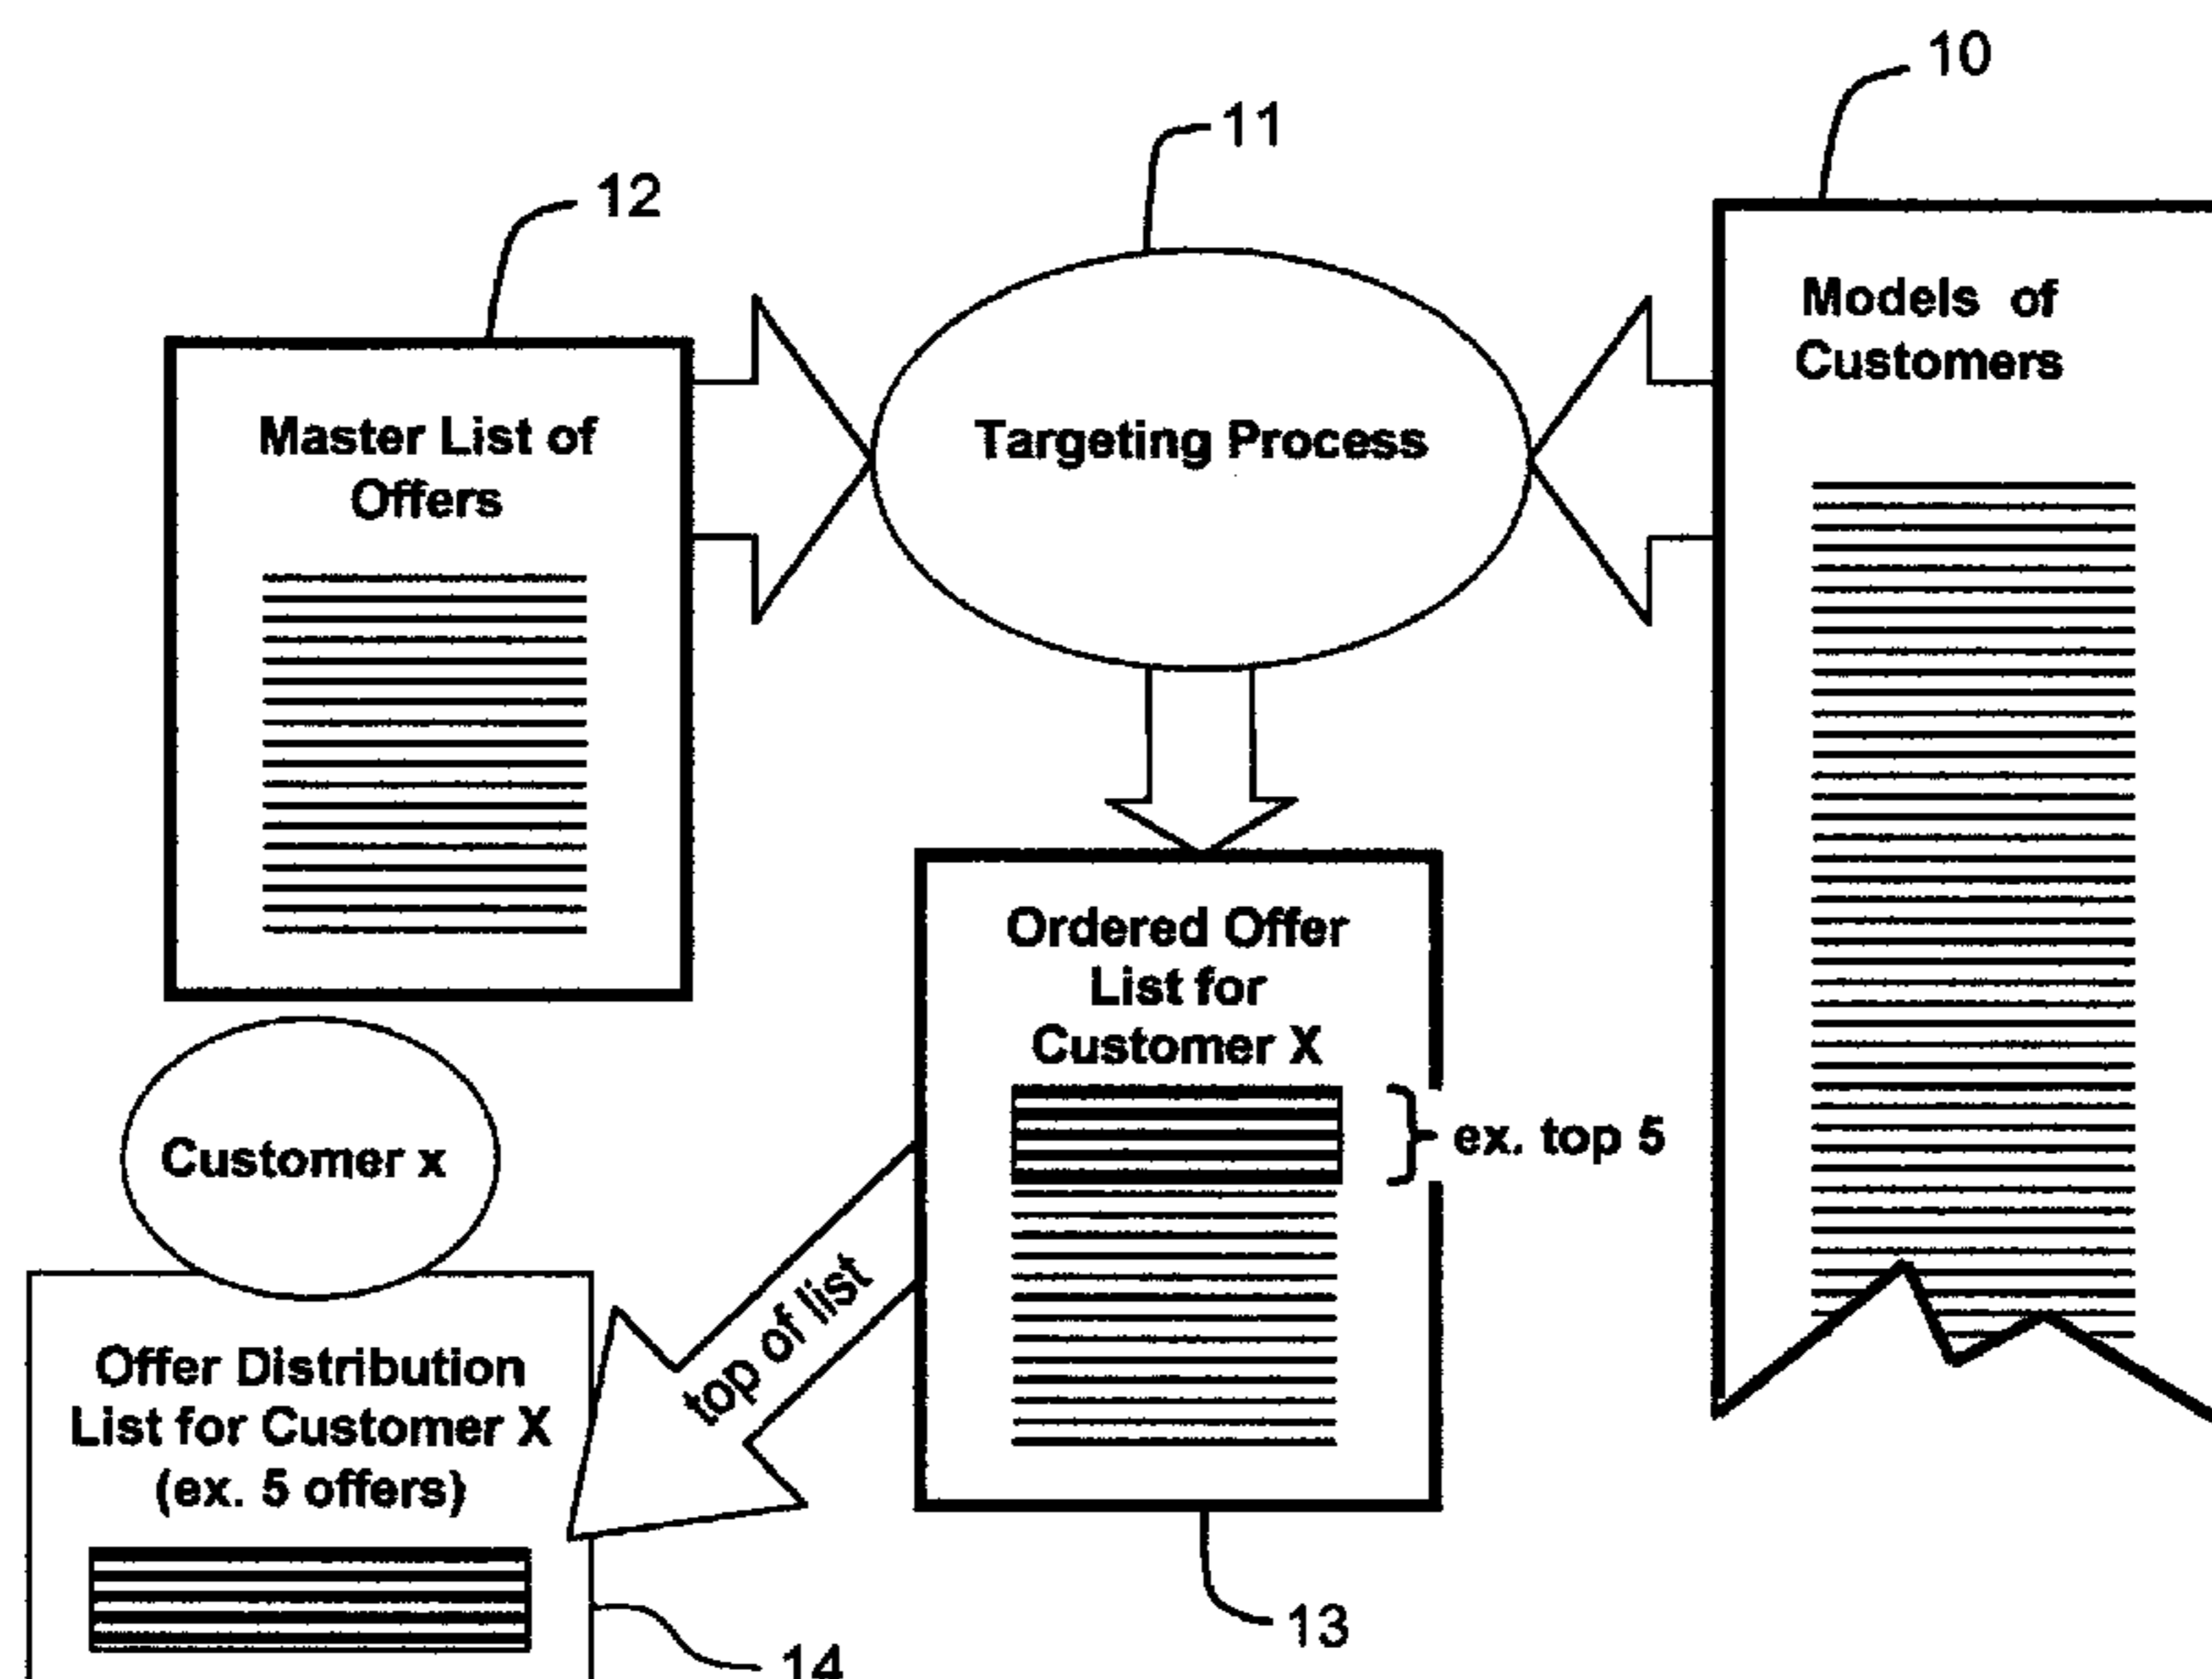 10
11
12
Models of
Customers
Master List of
Offers
Targeting Process
Ordered Offer
List for
Customer X
ex. top 5
Customer x
top of list
Offer Distribution
List for Customer X
(ex. 5 offers)
13
14